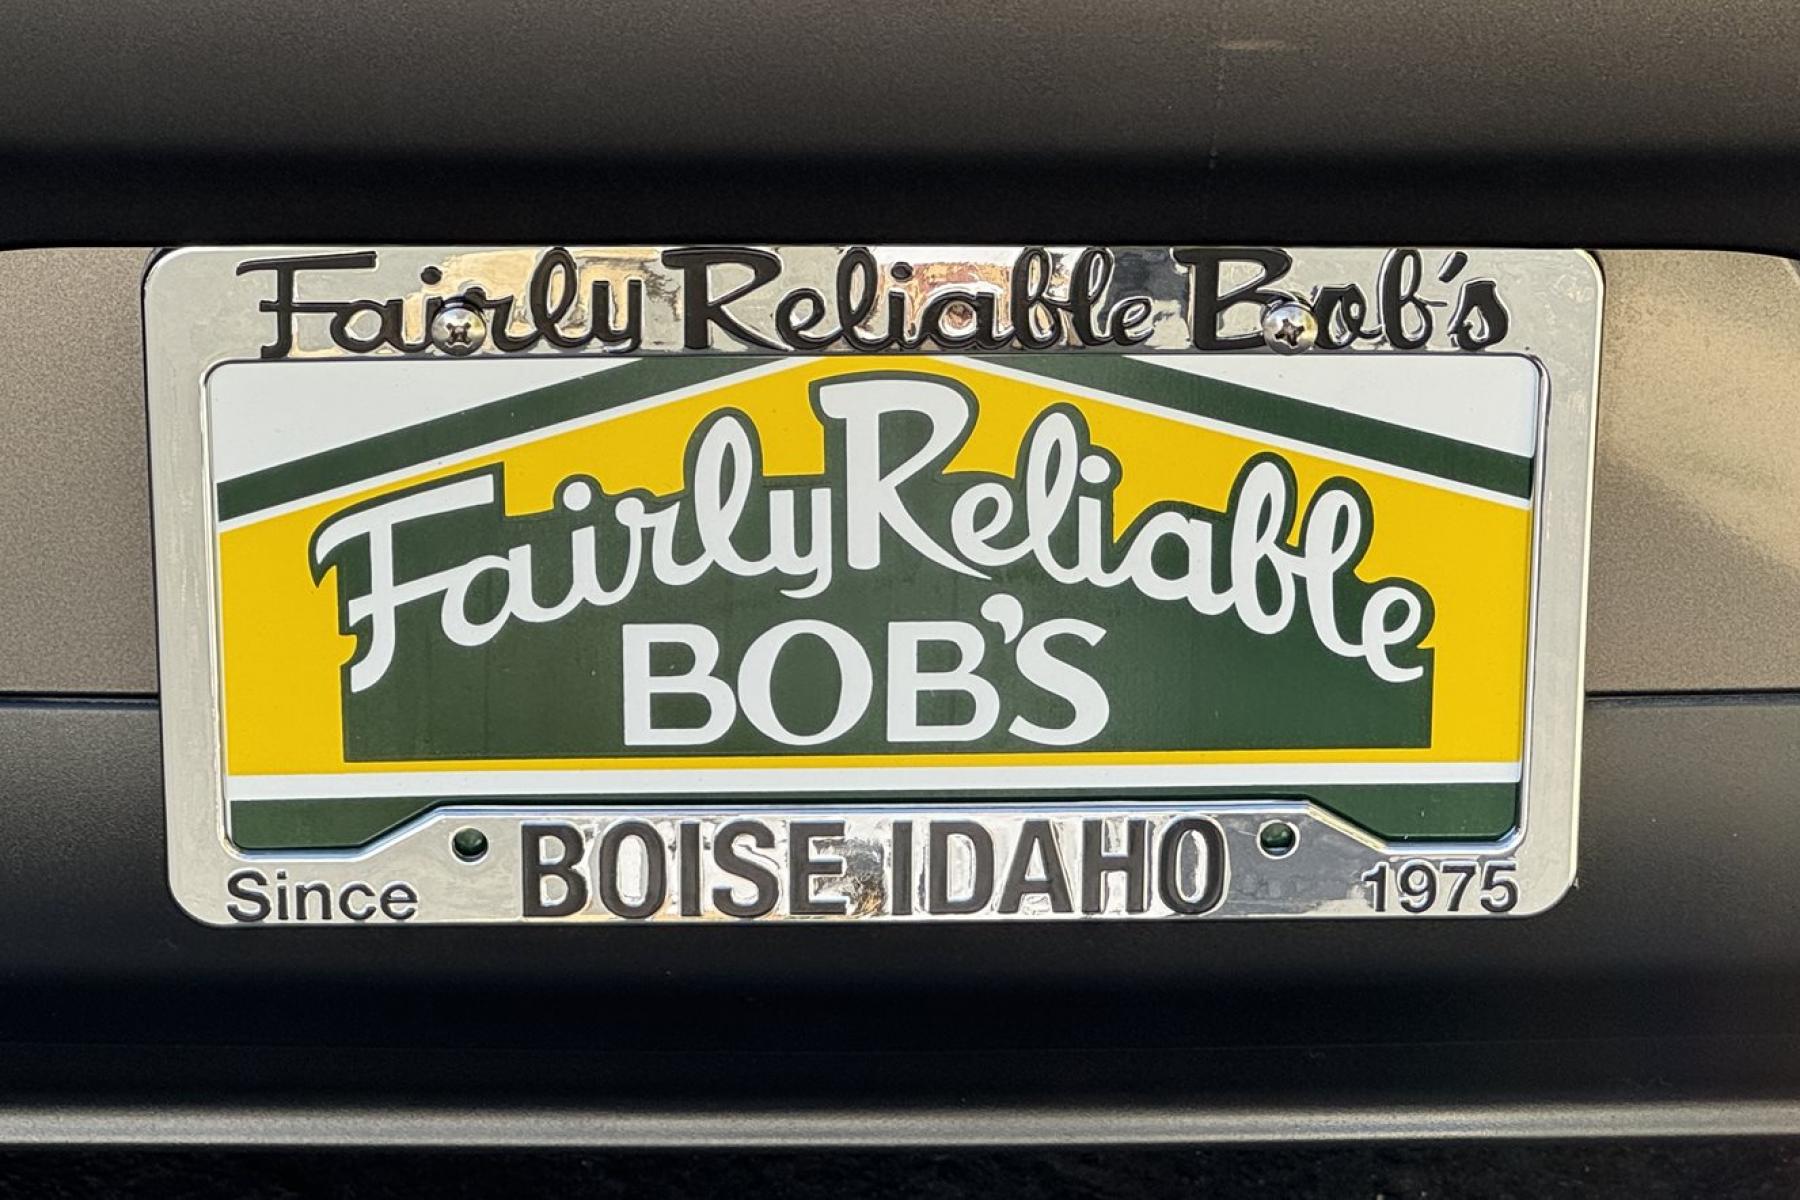 Fairly Reliable Bob's
Fairly Reliable
BOB'S
BOISE IDAHO
Since 1975